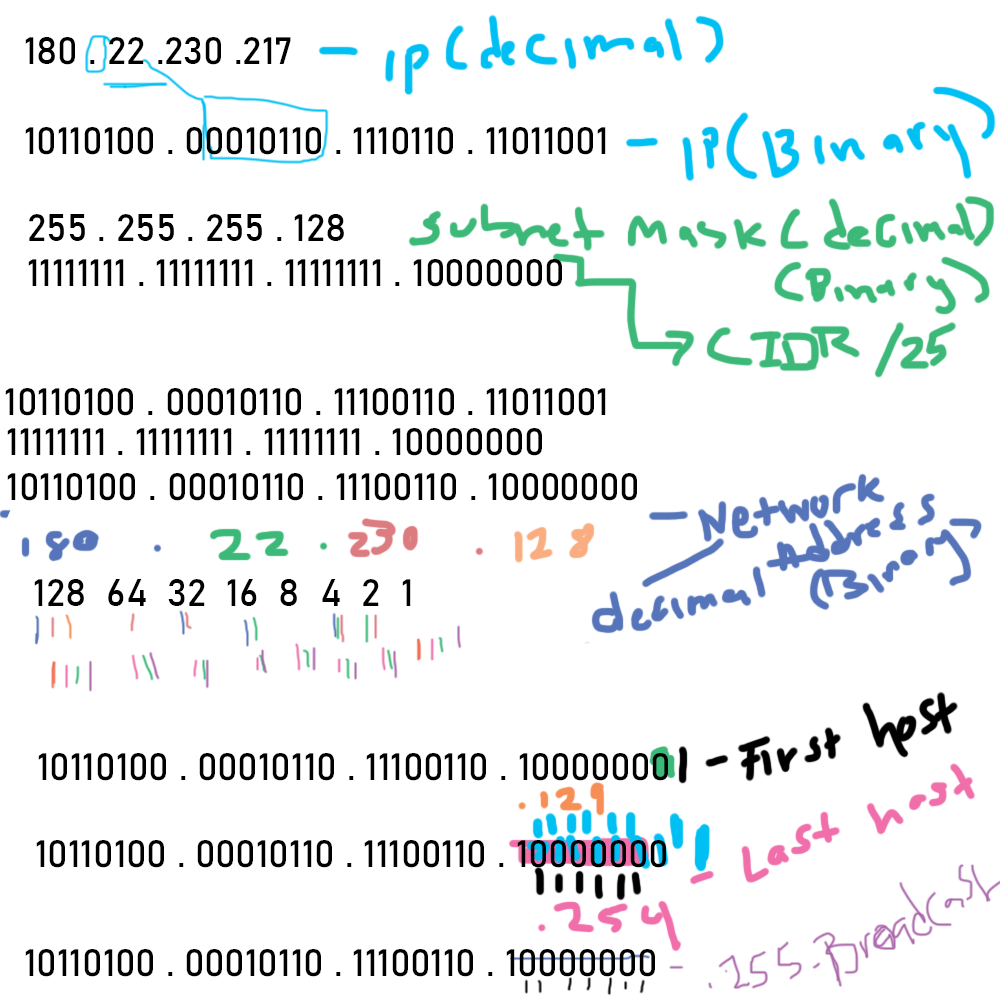 180 . 22 .230 .217 - IP (decimal)
10110100 . 00010110 . 1110110 . 11011001 - IP (Binary)
255 . 255 . 255 . 128 subnet mask (decimal)
11111111 . 11111111 . 11111111 . 10000000 (Binary)
CIDR /25
10110100 . 00010110 . 11100110 . 11011001
11111111 . 11111111 . 11111111 . 10000000
10110100 . 00010110 . 11100110 . 10000000
- Network
180 . 22 . 230 . 128
Address
decimal (Binary)
128 64 32 16 8 4 2 1
10110100 . 00010110 . 11100110 . 100000001 - First host
.129
10110100 . 00010110 . 11100110 . 10000000 - Last host
.254
10110100 . 00010110 . 11100110 . 10000000 - .255-Broadcast